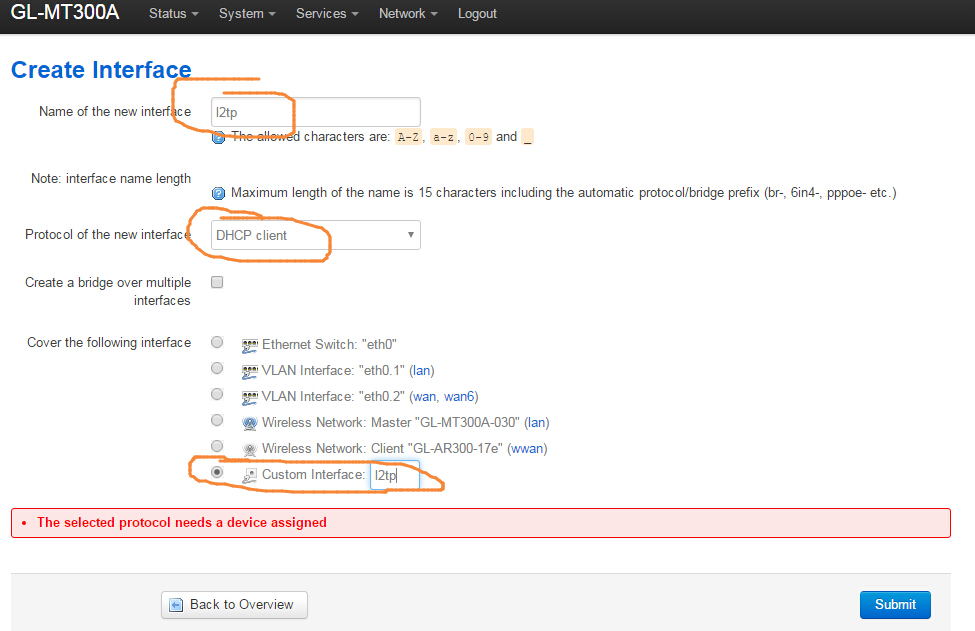 GL-MT300A Status System Services Network Logout
Create Interface
Name of the new interface l2tp
The allowed characters are: A-Z, a-z, 0-9 and _
Note: interface name length
Maximum length of the name is 15 characters including the automatic protocol/bridge prefix (br-, 6in4-, pppoe- etc.)
Protocol of the new interface DHCP client
Create a bridge over multiple
interfaces
Cover the following interface
Ethernet Switch: "eth0"
VLAN Interface: "eth0.1" (lan)
VLAN Interface: "eth0.2" (wan, wan6)
Wireless Network: Master "GL-MT300A-030" (lan)
Wireless Network: Client "GL-AR300-17e" (wwan)
Custom Interface: l2tp
The selected protocol needs a device assigned
Back to Overview Submit